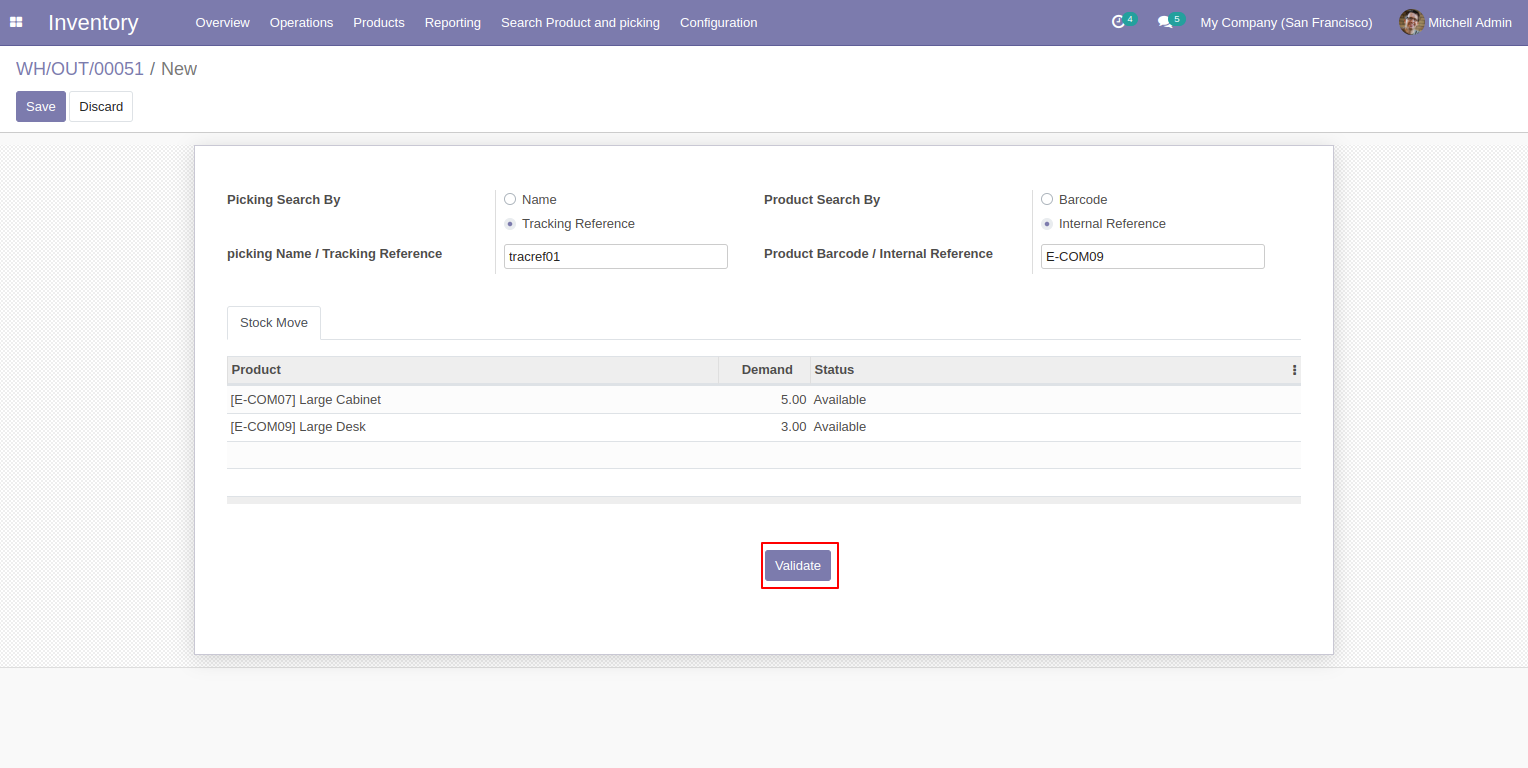 Inventory Overview Operations Products Reporting Search Product and picking Configuration 4 5 My Company (San Francisco) Mitchell Admin
WH/OUT/00051 / New
Save Discard
Picking Search By Name Product Search By Barcode
Tracking Reference Internal Reference
picking Name / Tracking Reference tracref01 Product Barcode / Internal Reference E-COM09
Stock Move
Product Demand Status
[E-COM07] Large Cabinet 5.00 Available
[E-COM09] Large Desk 3.00 Available
Validate